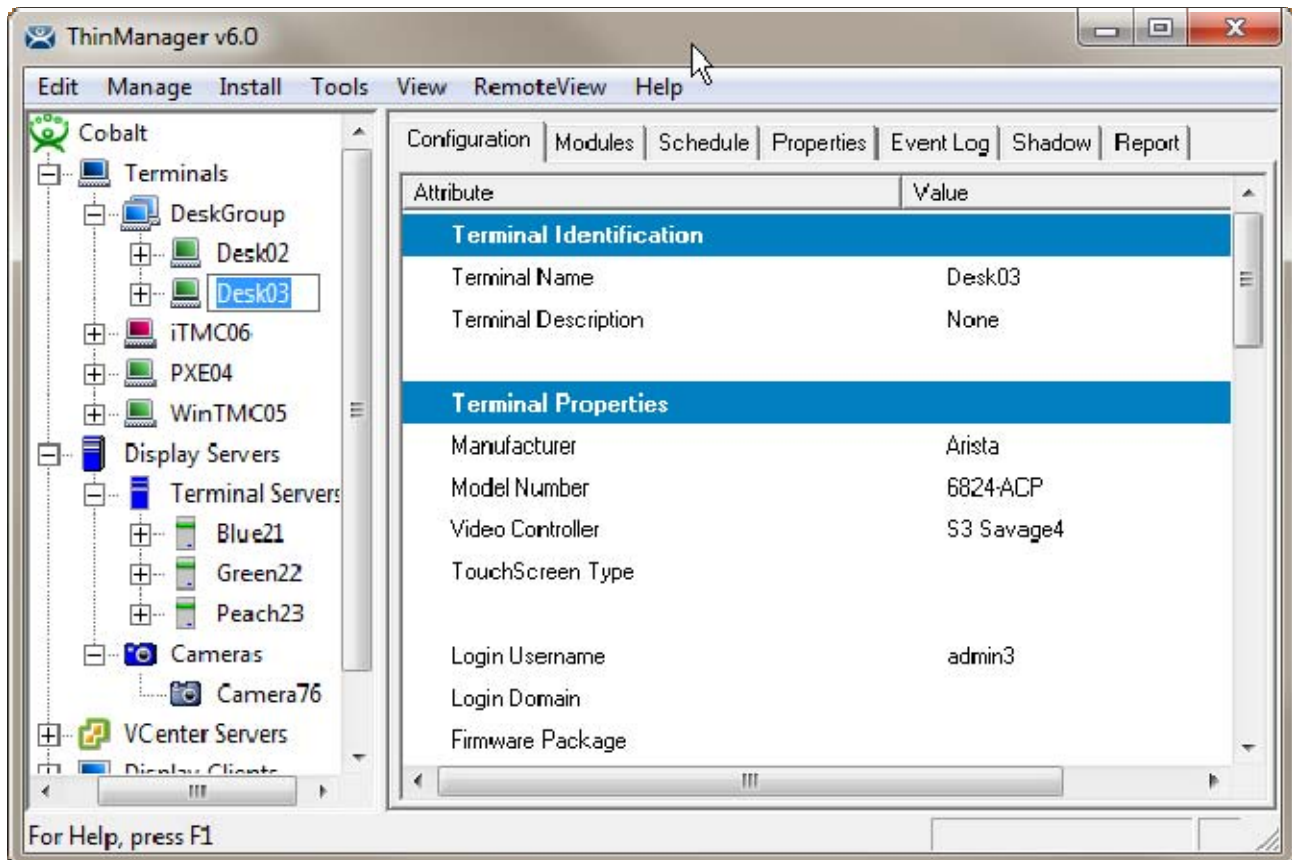 ThinManager v6.0
Edit Manage Install Tools View RemoteView Help
Cobalt
Terminals
DeskGroup
Desk02
Desk03
iTMC06
PXE04
WinTMC05
Display Servers
Terminal Servers
Blue21
Green22
Peach23
Cameras
Camera76
VCenter Servers
Display Clients
Configuration Modules Schedule Properties Event Log Shadow Report
Attribute Value
Terminal Identification
Terminal Name Desk03
Terminal Description None
Terminal Properties
Manufacturer Arista
Model Number 6824-ACP
Video Controller S3 Savage4
TouchScreen Type
Login Username admin3
Login Domain
Firmware Package
For Help, press F1